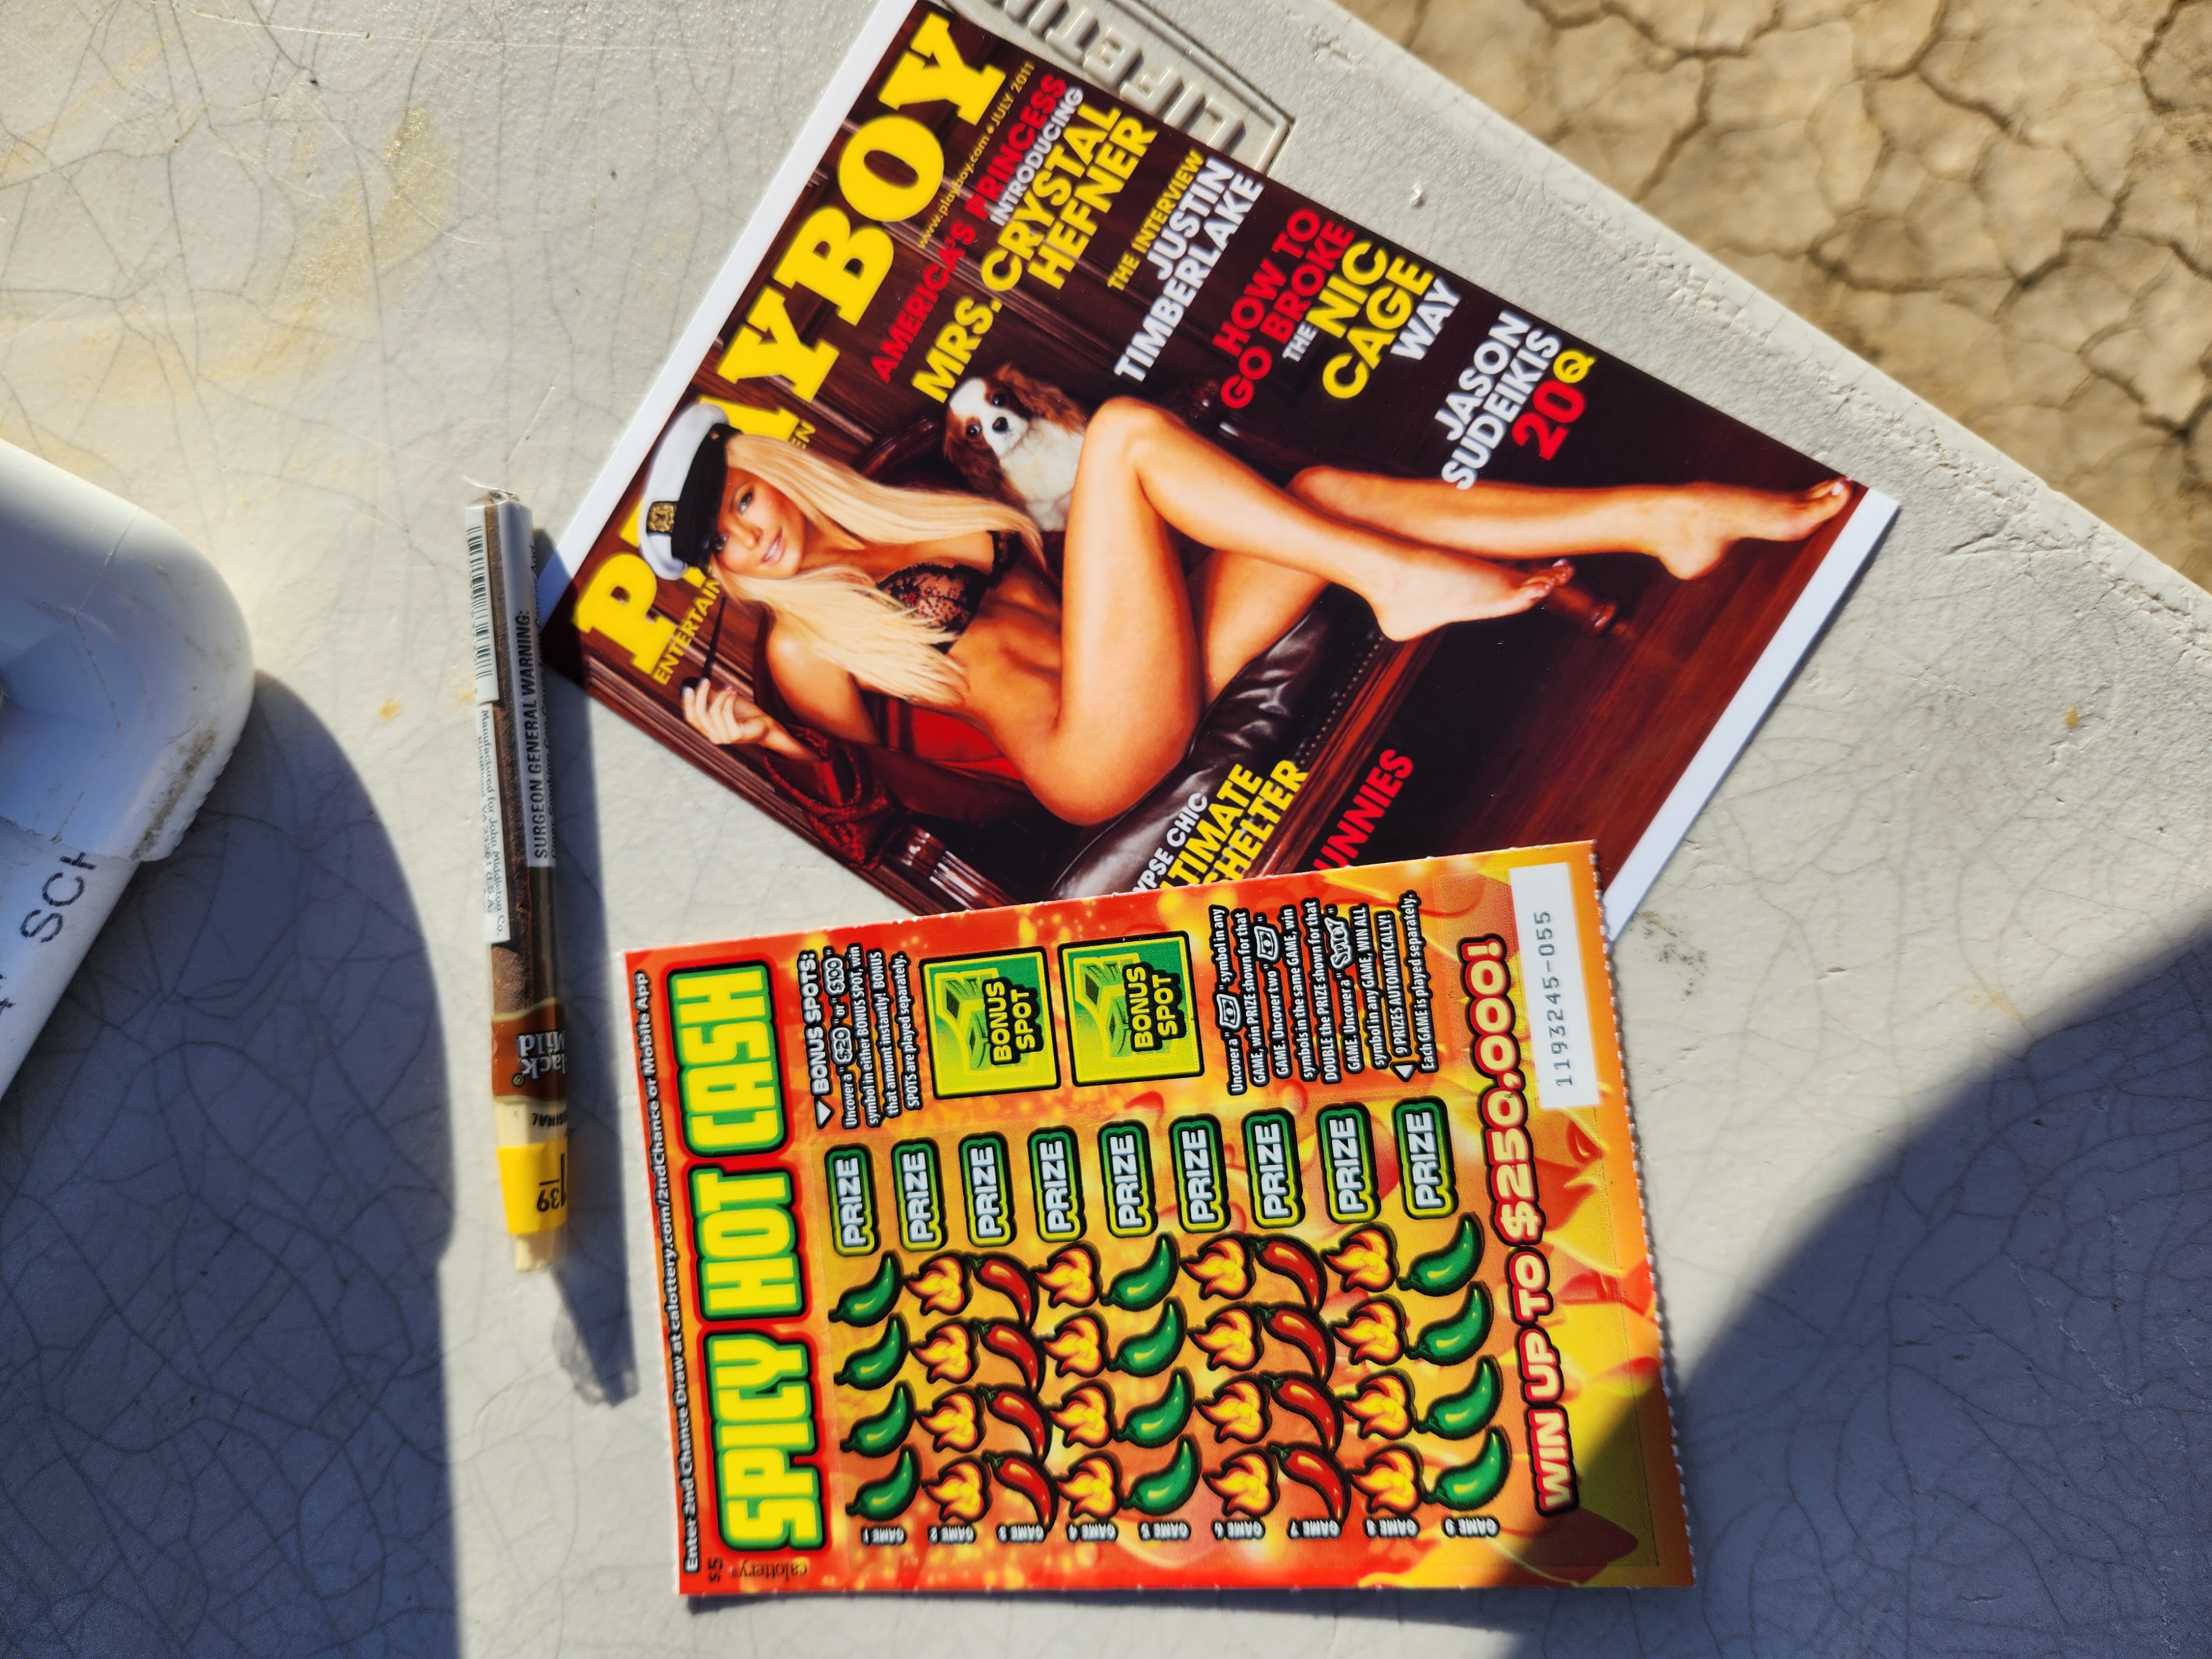 SCH
1.39
Black
Mild
Manufactured for John Middleton Co.
SURGEON GENERAL WARNING:
Enter 2nd Chance Draw at calottery.com/2ndChance or Mobile App
$5
calottery
SPICY HOT CASH
GAME 1
PRIZE
GAME 2
PRIZE
GAME 3
PRIZE
GAME 4
PRIZE
GAME 5
PRIZE
GAME 6
PRIZE
GAME 7
PRIZE
GAME 8
PRIZE
GAME 9
PRIZE
BONUS SPOTS:
Uncover a "$20" or "$100"
symbol in either BONUS SPOT, win
that amount instantly! BONUS
SPOTS are played separately.
BONUS
SPOT
BONUS
SPOT
Uncover a " " symbol in any
GAME, win PRIZE shown for that
GAME. Uncover two " "
symbols in the same GAME, win
DOUBLE the PRIZE shown for that
GAME. Uncover a "SPICY"
symbol in any GAME, WIN ALL
9 PRIZES AUTOMATICALLY!
Each GAME is played separately.
WIN UP TO $250,000!
1193245-055
PLAYBOY
ENTERTAIN
EN
www.playboy.com • JULY 2011
AMERICA'S PRINCESS
INTRODUCING
MRS. CRYSTAL
HEFNER
THE INTERVIEW
JUSTIN
TIMBERLAKE
HOW TO
GO BROKE
THE NIC
CAGE
WAY
JASON
SUDEIKIS
20Q
YPSE CHIC
LTIMATE
HELTER
UNNIES
LIFETIM